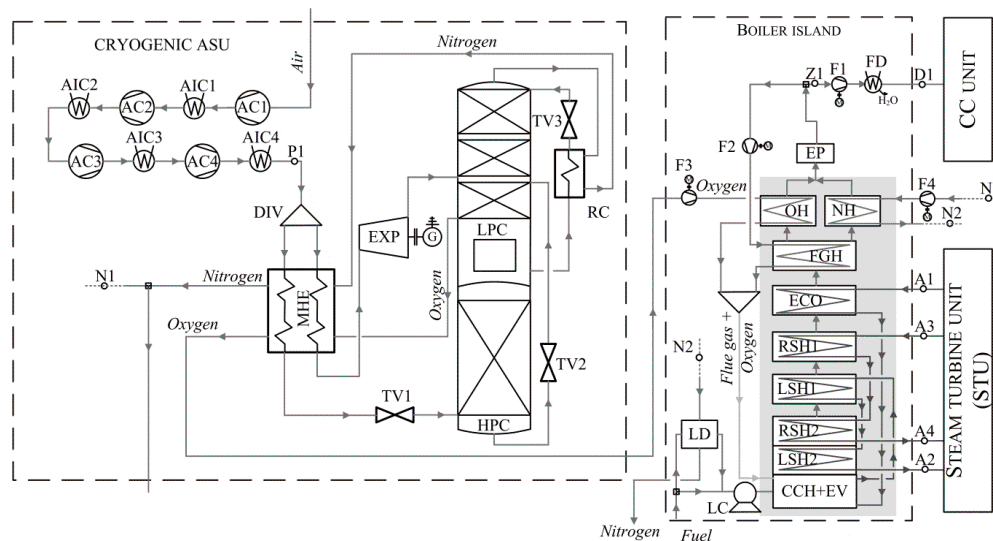 CRYOGENIC ASU
Air
Nitrogen
AIC2
AC2
AIC1
AC1
AC3
AIC3
AC4
AIC4
P1
DIV
EXP
G
TV3
RC
LPC
N1
Nitrogen
MHE
Oxygen
Oxygen
TV1
TV2
HPC
BOILER ISLAND
Z1
F1
FD
D1
H2O
CC UNIT
F2
EP
F3
Oxygen
F4
N
N2
OH
NH
FGH
ECO
A1
A3
RSH1
Flue gas +
Oxygen
LSH1
N2
LD
RSH2
A4
LSH2
A2
CCH+EV
LC
Nitrogen
Fuel
STEAM TURBINE UNIT
(STU)